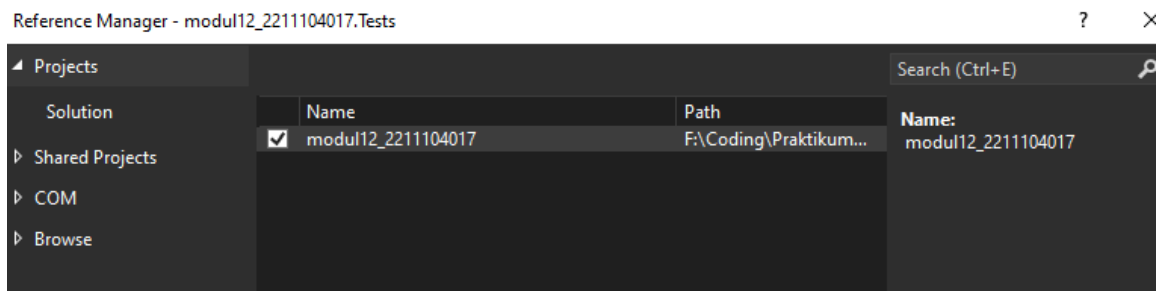 Reference Manager - modul12_2211104017.Tests ? ×
Projects
Solution
Shared Projects
COM
Browse
Name Path
modul12_2211104017 F:\Coding\Praktikum...
Search (Ctrl+E)
Name:
modul12_2211104017